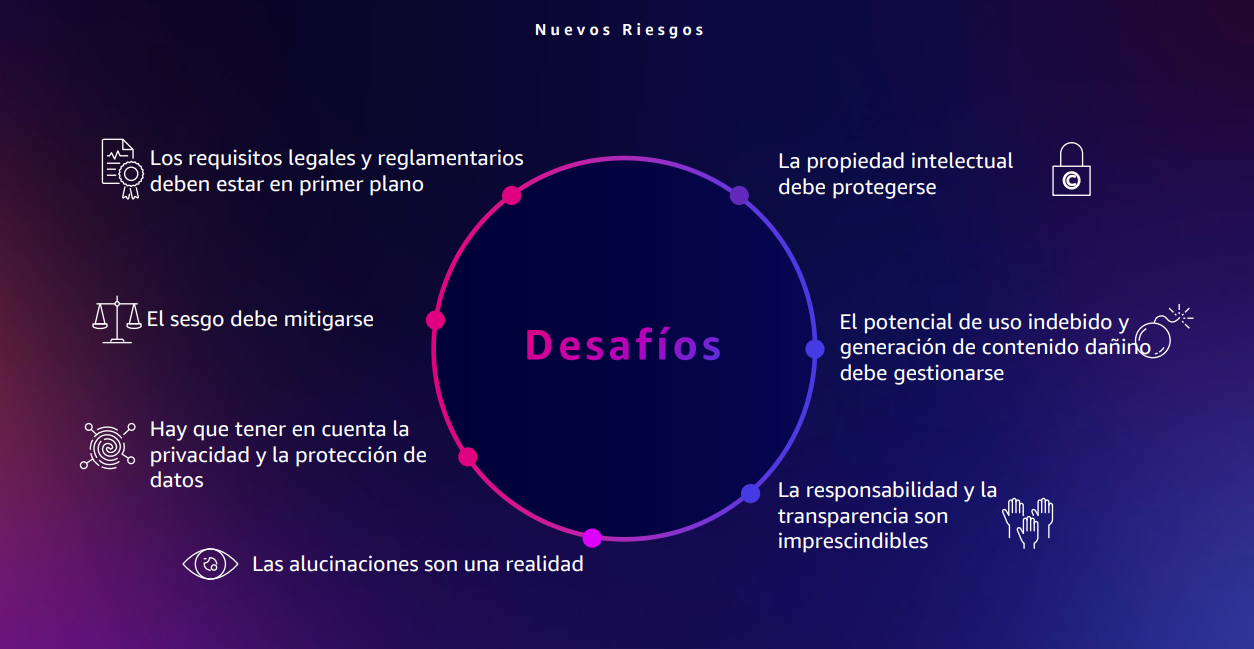 Nuevos Riesgos
Los requisitos legales y reglamentarios
deben estar en primer plano
La propiedad intelectual
debe protegerse
C
El sesgo debe mitigarse
Desafíos
El potencial de uso indebido y
generación de contenido dañino
debe gestionarse
Hay que tener en cuenta la
privacidad y la protección de
datos
La responsabilidad y la
transparencia son
imprescindibles
Las alucinaciones son una realidad